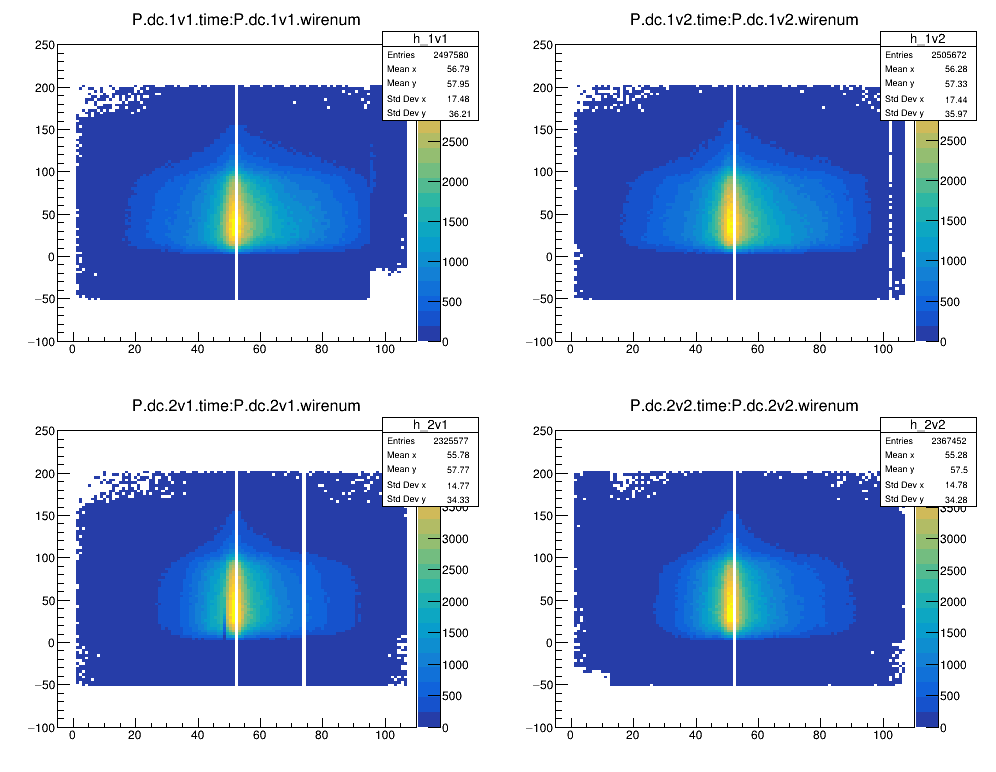 P.dc.1v1.time:P.dc.1v1.wirenum
h_1v1
Entries 2497580
Mean x 56.79
Mean y 57.95
Std Dev x 17.48
Std Dev y 36.21
250
200
150
100
50
0
−50
−100
0 20 40 60 80 100
2500
2000
1500
1000
500
0
P.dc.1v2.time:P.dc.1v2.wirenum
h_1v2
Entries 2505672
Mean x 56.28
Mean y 57.33
Std Dev x 17.44
Std Dev y 35.97
250
200
150
100
50
0
−50
−100
0 20 40 60 80 100
2500
2000
1500
1000
500
0
P.dc.2v1.time:P.dc.2v1.wirenum
h_2v1
Entries 2325577
Mean x 55.78
Mean y 57.77
Std Dev x 14.77
Std Dev y 34.33
250
200
150
100
50
0
−50
−100
0 20 40 60 80 100
3500
3000
2500
2000
1500
1000
500
0
P.dc.2v2.time:P.dc.2v2.wirenum
h_2v2
Entries 2367452
Mean x 55.28
Mean y 57.5
Std Dev x 14.78
Std Dev y 34.28
250
200
150
100
50
0
−50
−100
0 20 40 60 80 100
3500
3000
2500
2000
1500
1000
500
0